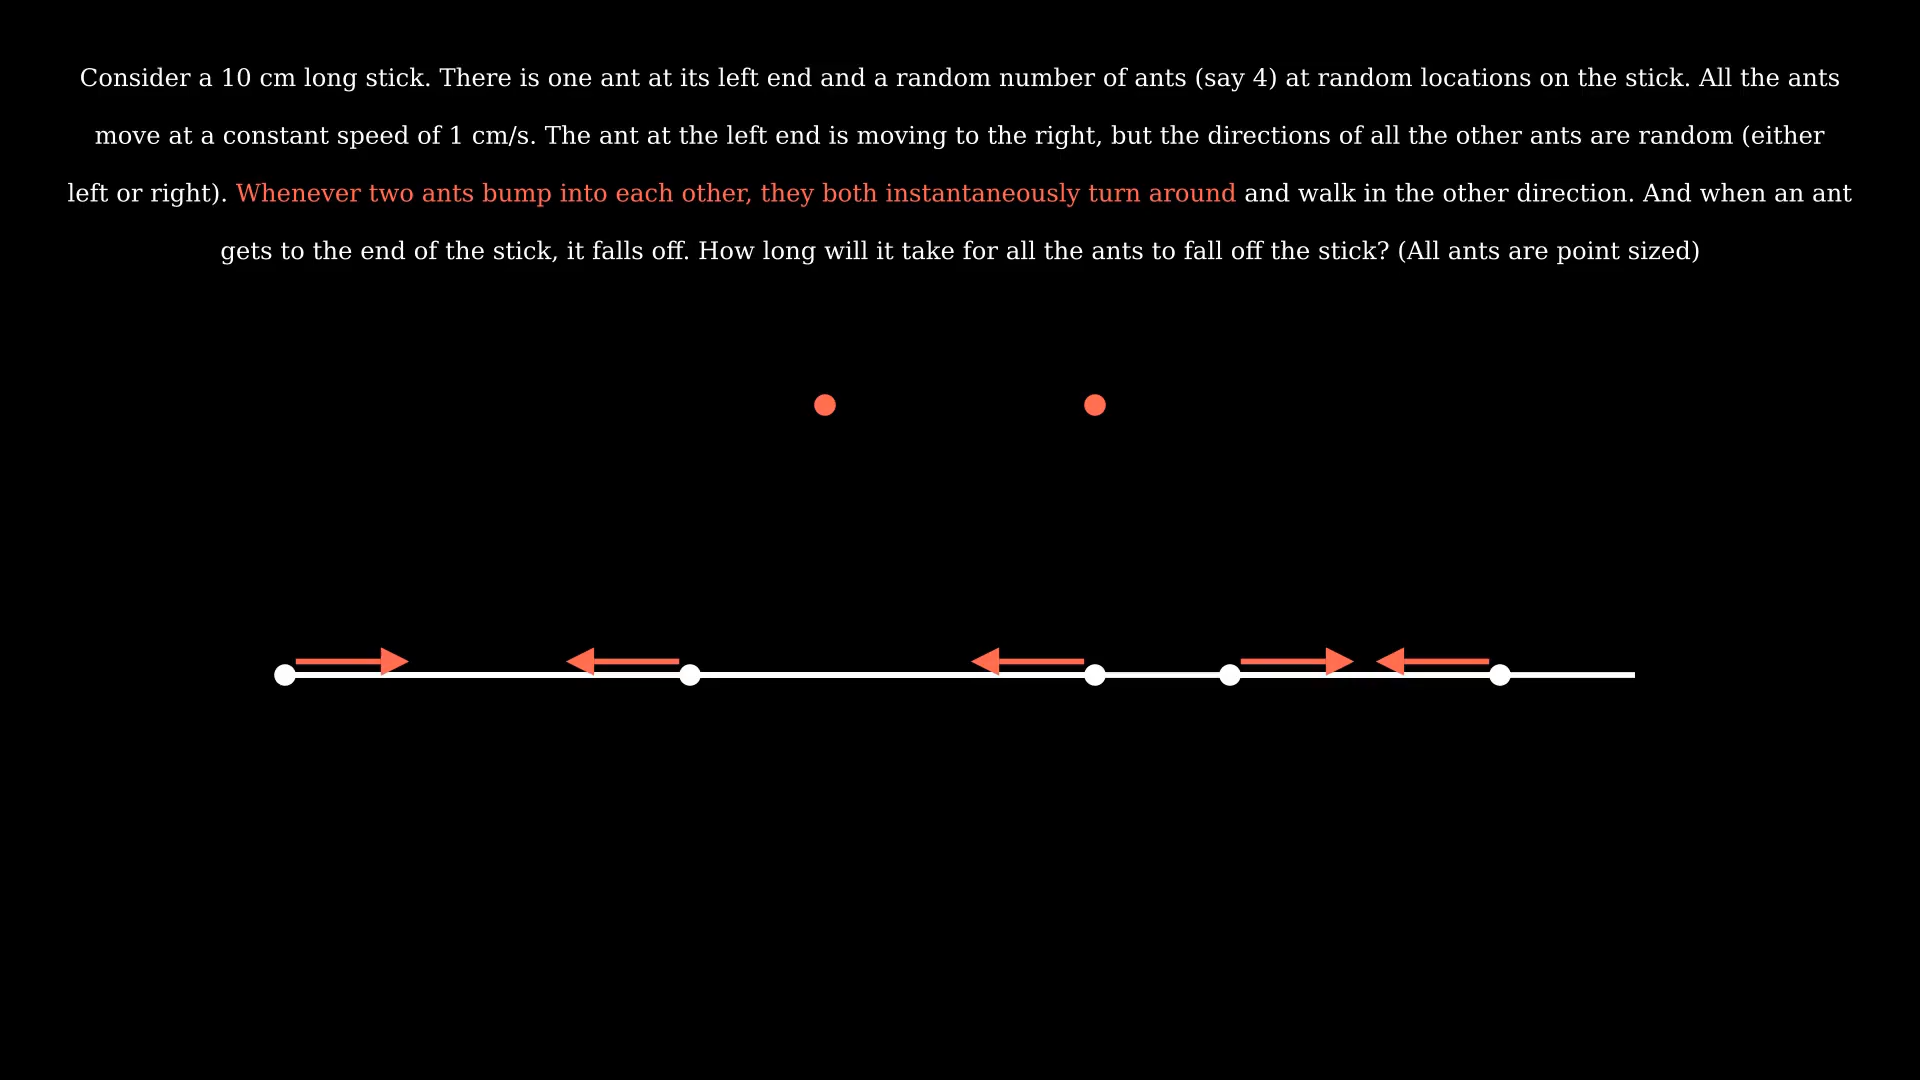 Consider a 10 cm long stick. There is one ant at its left end and a random number of ants (say 4) at random locations on the stick. All the ants
move at a constant speed of 1 cm/s. The ant at the left end is moving to the right, but the directions of all the other ants are random (either
left or right). Whenever two ants bump into each other, they both instantaneously turn around and walk in the other direction. And when an ant
gets to the end of the stick, it falls off. How long will it take for all the ants to fall off the stick? (All ants are point sized)